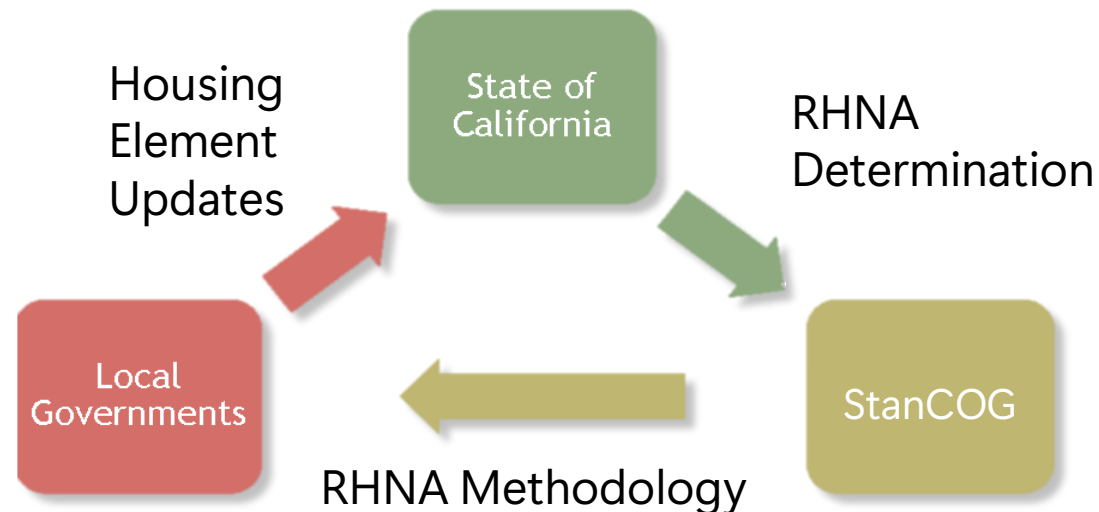 Housing
Element
Updates
State of
California
RHNA
Determination
Local
Governments
StanCOG
RHNA Methodology